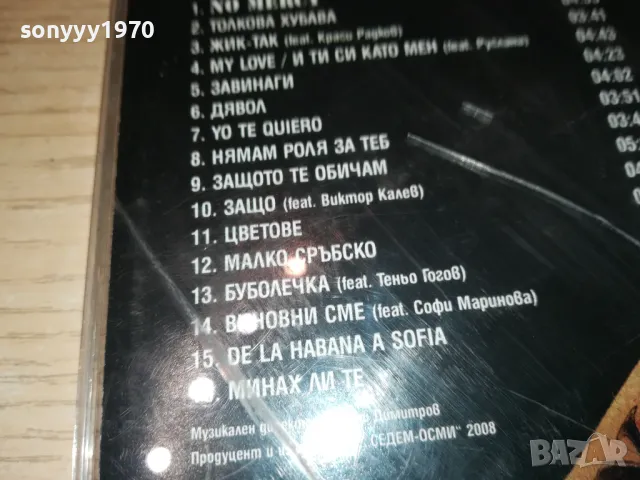 sonyyy1970
1. NO MERCY
2. ТОЛКОВА ХУБАВА 03:41
3. ЖИК-ТАК (feat. Краси Радков) 04:43
4. MY LOVE / И ТИ СИ КАТО МЕН (feat. Руслана) 04:23
5. ЗАВИНАГИ 04:02
6. ДЯВОЛ 03:51
7. YO TE QUIERO
8. НЯМАМ РОЛЯ ЗА ТЕБ
9. ЗАЩОТО ТЕ ОБИЧАМ
10. ЗАЩО (feat. Виктор Калев)
11. ЦВЕТОВЕ
12. МАЛКО СРЪБСКО
13. БУБОЛЕЧКА (feat. Теньо Гогов)
14. ВИНОВНИ СМЕ (feat. Софи Маринова)
15. DE LA HABANA A SOFIA
МИНАХ ЛИ ТЕ
Музикален Димитров
Продуцент и СЕДЕМ-ОСМИ" 2008
bazar.bg